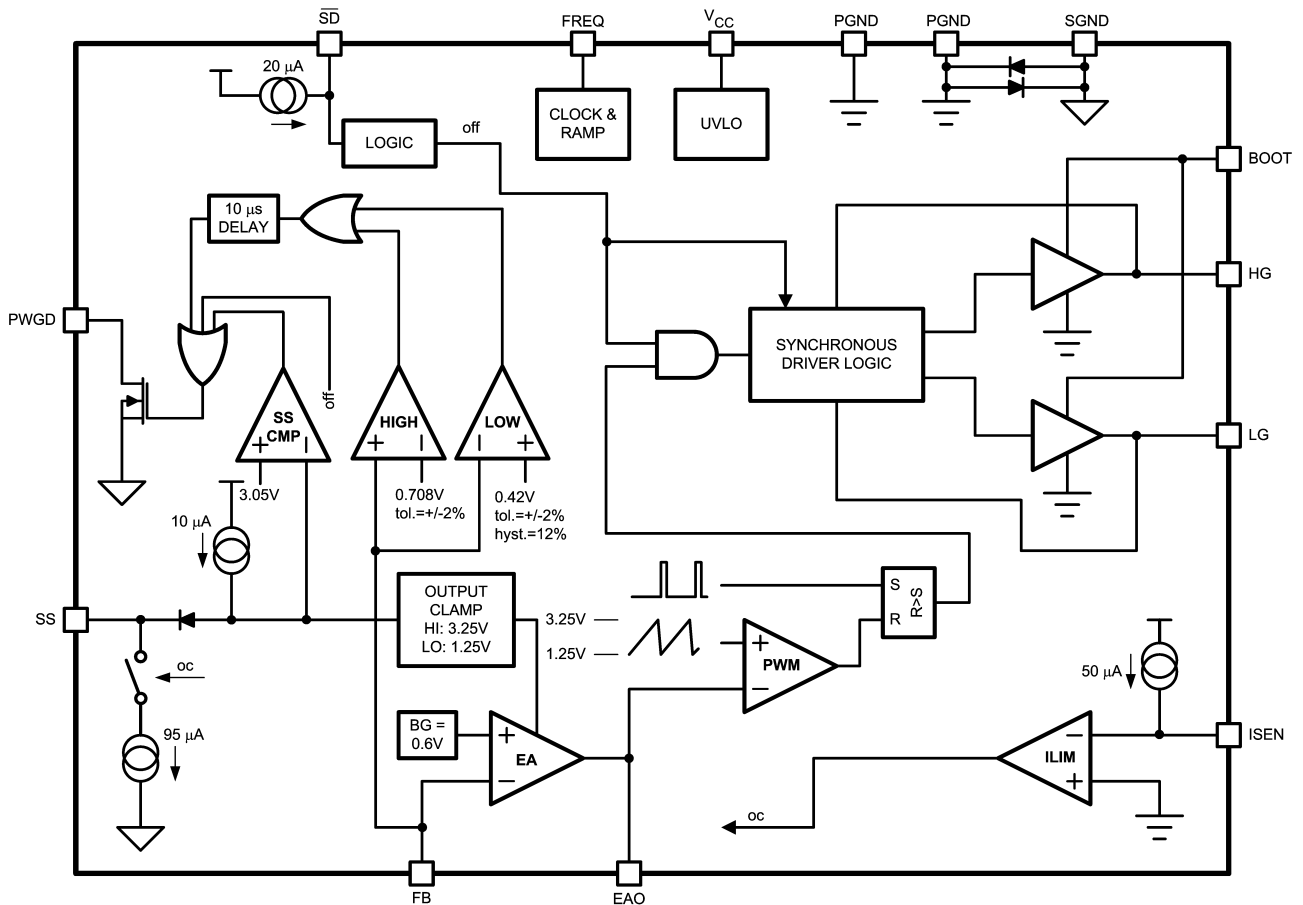 SD
FREQ
VCC
PGND
PGND
SGND
20 μA
CLOCK &
RAMP
UVLO
LOGIC
off
BOOT
10 μs
DELAY
HG
PWGD
SYNCHRONOUS
DRIVER LOGIC
off
SS
CMP
+
–
HIGH
+
–
LOW
–
+
LG
3.05V
0.708V
tol.=+/-2%
0.42V
tol.=+/-2%
hyst.=12%
10 μA
OUTPUT
CLAMP
HI: 3.25V
LO: 1.25V
S
R
R>S
SS
3.25V
1.25V
+
–
PWM
oc
50 μA
95 μA
BG =
0.6V
+
–
EA
ISEN
–
+
ILIM
oc
FB
EAO